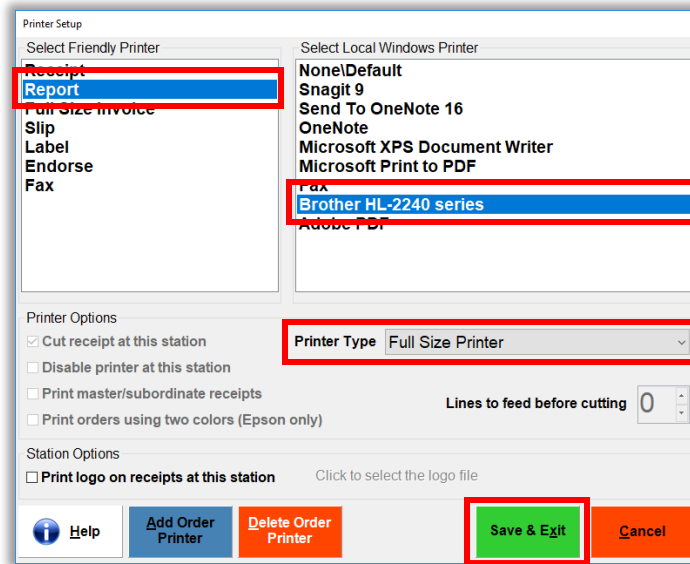 Printer Setup
Select Friendly Printer
Receipt
Report
Full Size Invoice
Slip
Label
Endorse
Fax
Select Local Windows Printer
None\Default
Snagit 9
Send To OneNote 16
OneNote
Microsoft XPS Document Writer
Microsoft Print to PDF
Fax
Brother HL-2240 series
Adobe PDF
Printer Options
Cut receipt at this station
Disable printer at this station
Print master/subordinate receipts
Print orders using two colors (Epson only)
Printer Type Full Size Printer
Lines to feed before cutting 0
Station Options
Print logo on receipts at this station Click to select the logo file
Help
Add Order
Printer
Delete Order
Printer
Save & Exit
Cancel